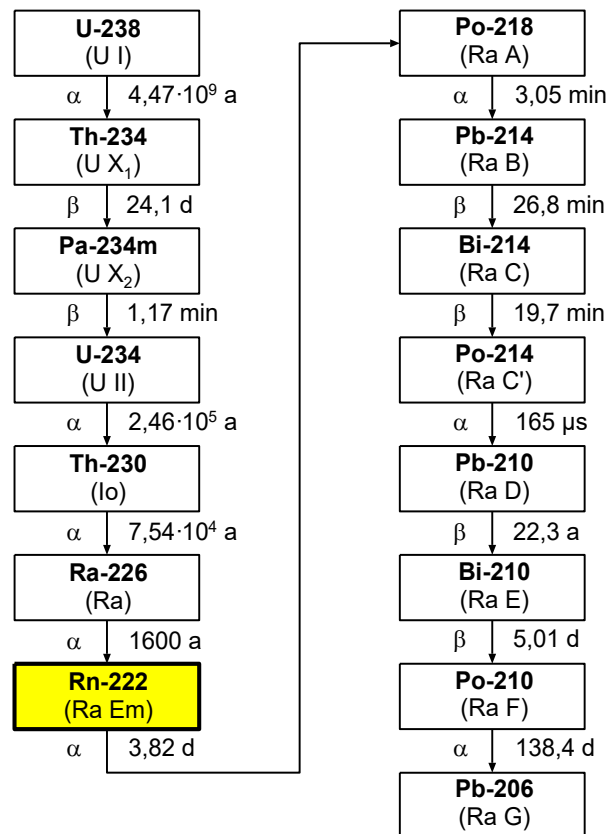 U-238
(U I)
α 4,47·10⁹ a
Th-234
(U X₁)
β 24,1 d
Pa-234m
(U X₂)
β 1,17 min
U-234
(U II)
α 2,46·10⁵ a
Th-230
(Io)
α 7,54·10⁴ a
Ra-226
(Ra)
α 1600 a
Rn-222
(Ra Em)
α 3,82 d
Po-218
(Ra A)
α 3,05 min
Pb-214
(Ra B)
β 26,8 min
Bi-214
(Ra C)
β 19,7 min
Po-214
(Ra C')
α 165 µs
Pb-210
(Ra D)
β 22,3 a
Bi-210
(Ra E)
β 5,01 d
Po-210
(Ra F)
α 138,4 d
Pb-206
(Ra G)